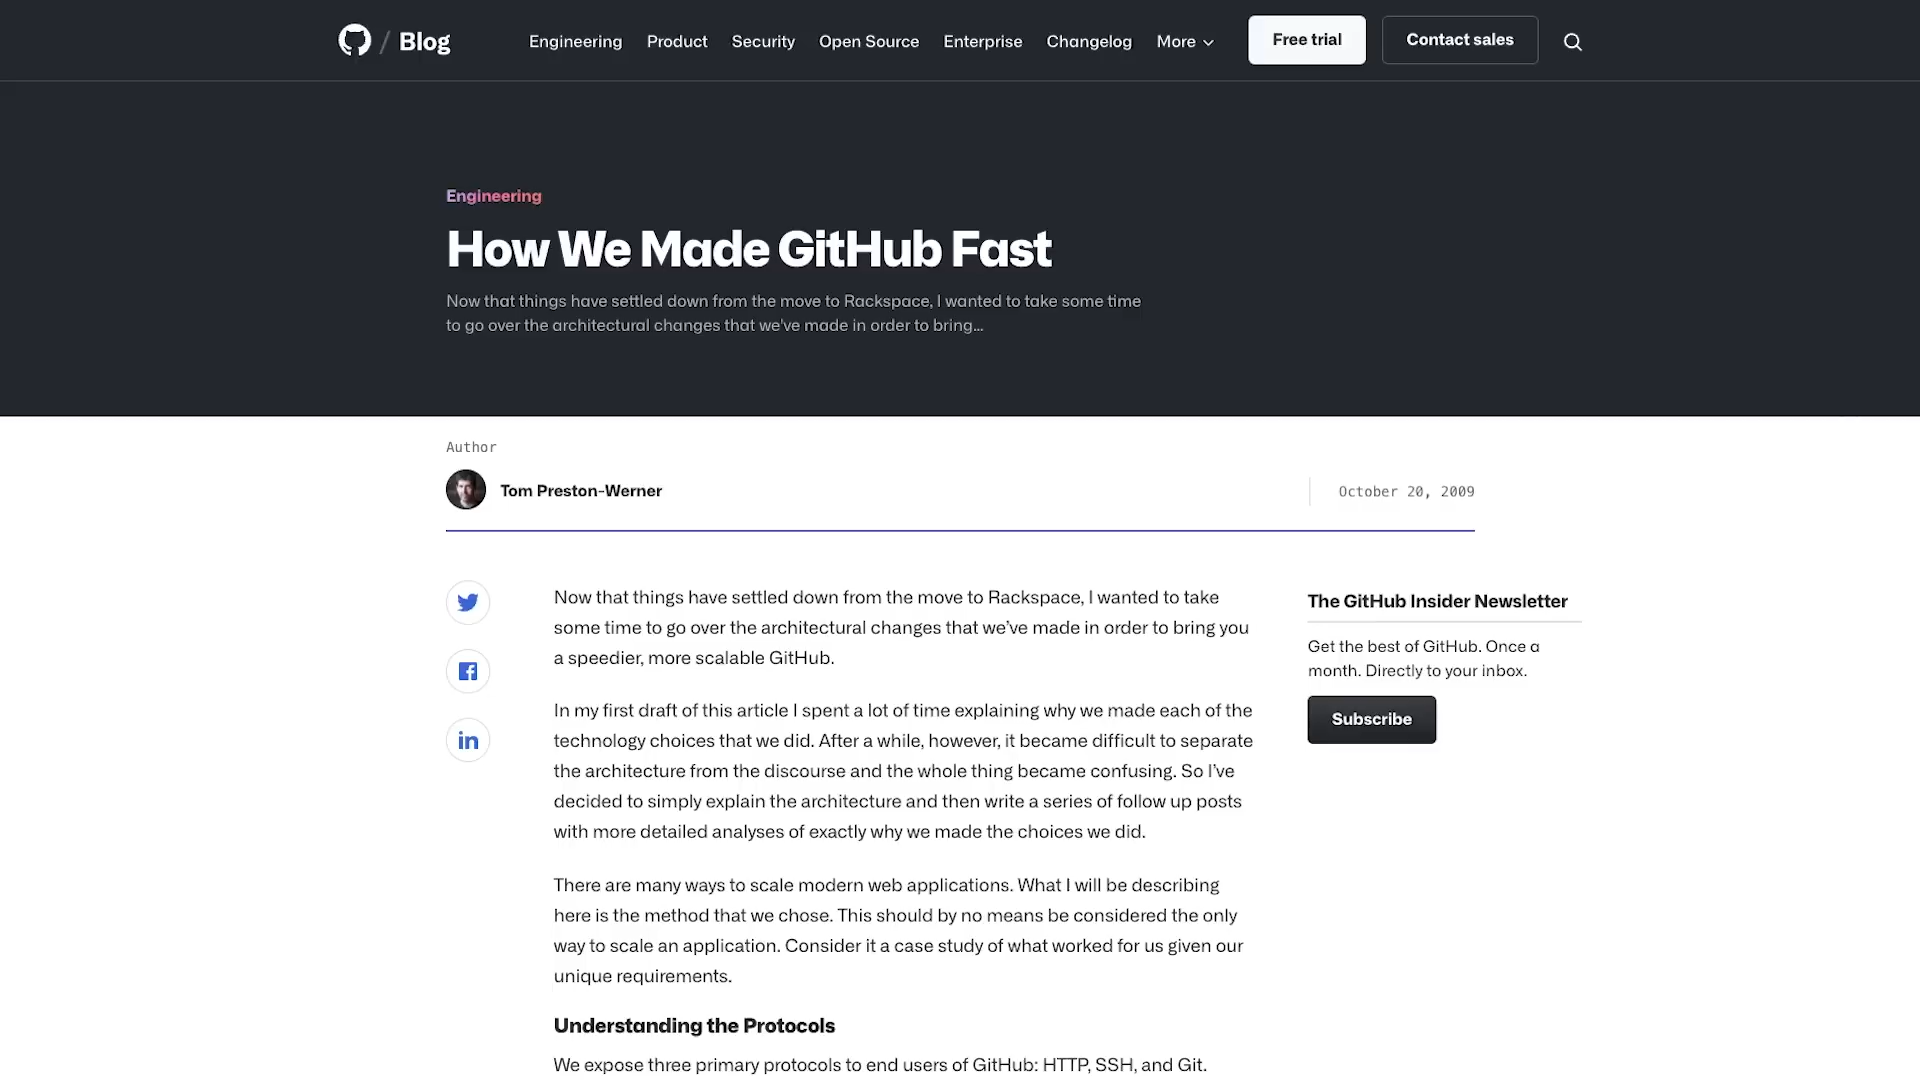 / Blog
Engineering Product Security Open Source Enterprise Changelog More Free trial Contact sales
Engineering
How We Made GitHub Fast
Now that things have settled down from the move to Rackspace, I wanted to take some time
to go over the architectural changes that we've made in order to bring...
Author
Tom Preston-Werner
October 20, 2009
Now that things have settled down from the move to Rackspace, I wanted to take
some time to go over the architectural changes that we’ve made in order to bring you
a speedier, more scalable GitHub.
In my first draft of this article I spent a lot of time explaining why we made each of the
technology choices that we did. After a while, however, it became difficult to separate
the architecture from the discourse and the whole thing became confusing. So I’ve
decided to simply explain the architecture and then write a series of follow up posts
with more detailed analyses of exactly why we made the choices we did.
There are many ways to scale modern web applications. What I will be describing
here is the method that we chose. This should by no means be considered the only
way to scale an application. Consider it a case study of what worked for us given our
unique requirements.
Understanding the Protocols
We expose three primary protocols to end users of GitHub: HTTP, SSH, and Git.
The GitHub Insider Newsletter
Get the best of GitHub. Once a
month. Directly to your inbox.
Subscribe